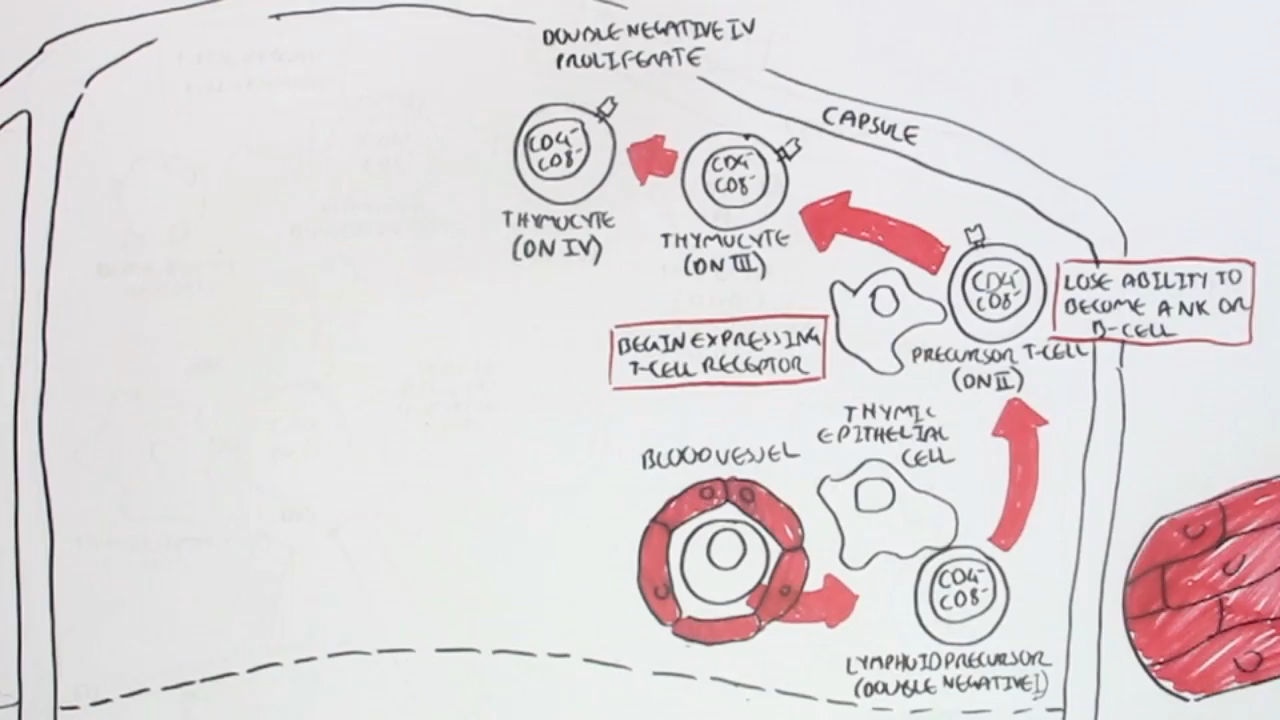 DOUBLE NEGATIVE IV
PROLIFERATE
CAPSULE
CD4-
CD8-
THYMOCYTE
(DN IV)
CD4-
CD8-
THYMOCYTE
(DN III)
CD4-
CD8-
PRECURSOR T-CELL
(DN II)
LOSE ABILITY TO
BECOME A NK OR
B-CELL
BEGIN EXPRESSING
T-CELL RECEPTOR
THYMIC
EPITHELIAL
CELL
BLOOD VESSEL
CD4-
CD8-
LYMPHOID PRECURSOR
(DOUBLE NEGATIVE I)